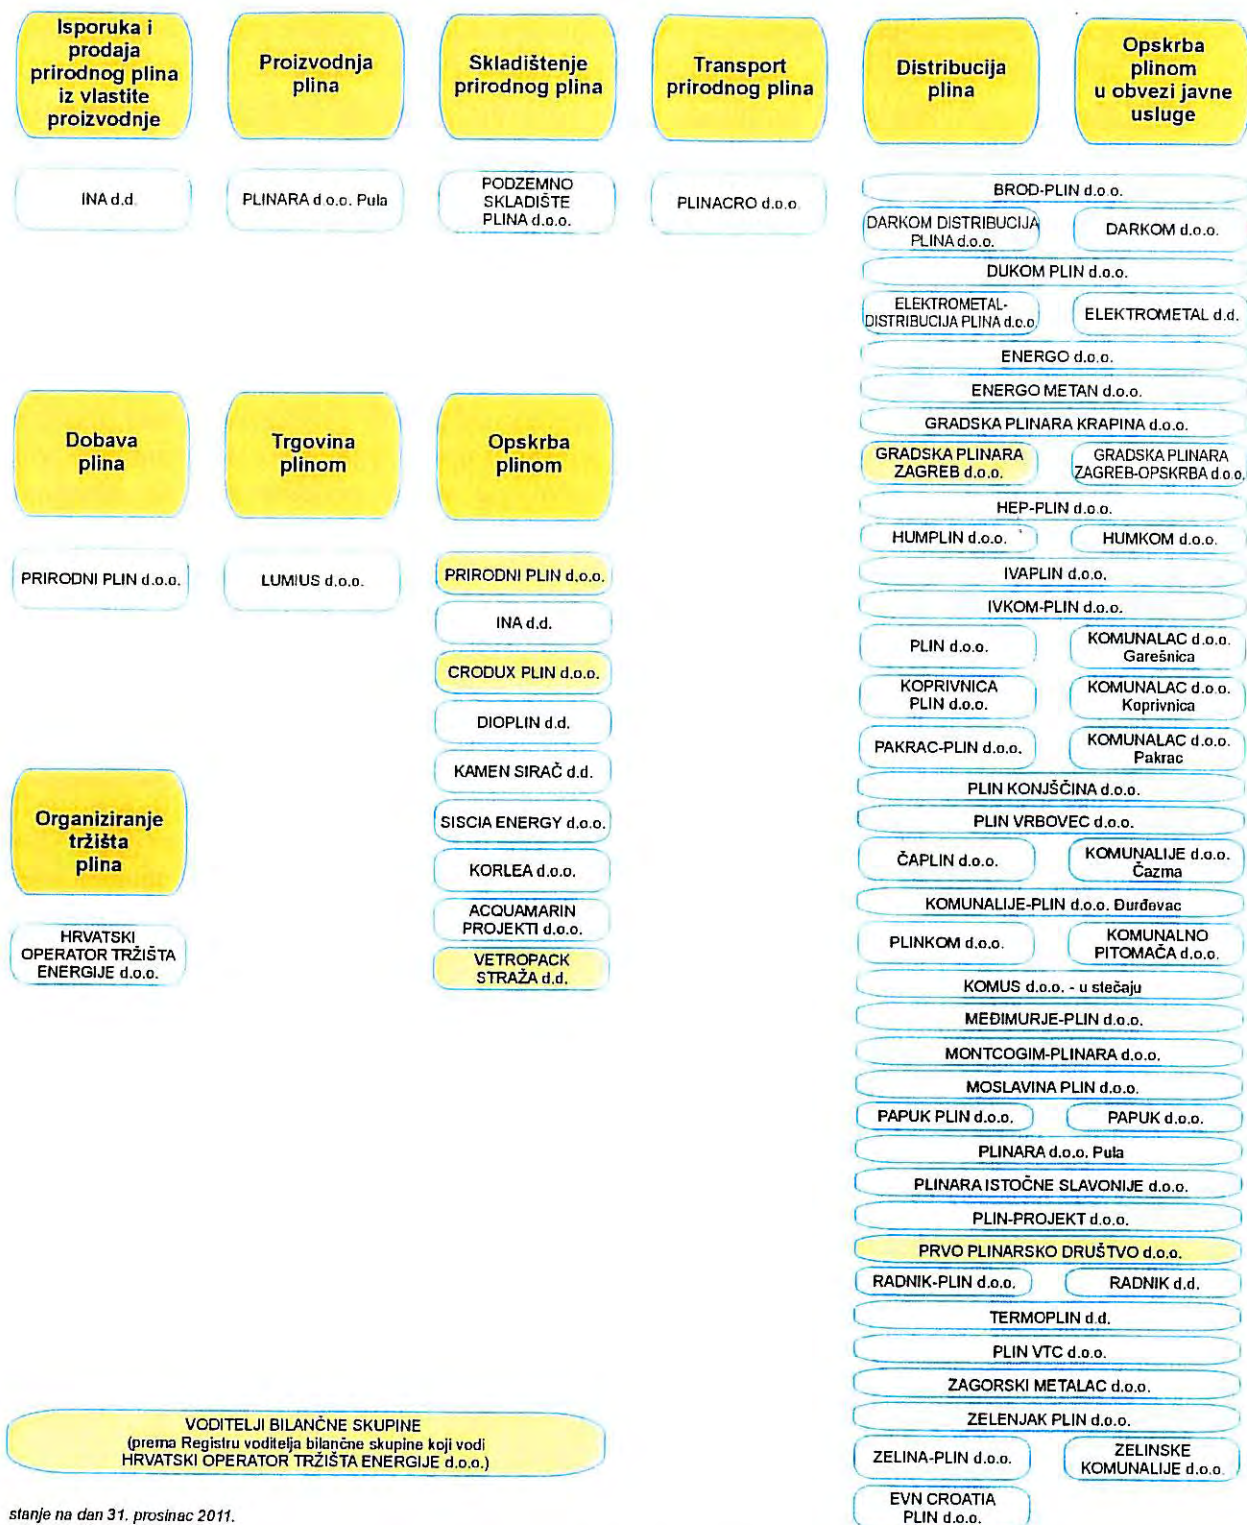 Isporuka i
prodaja
prirodnog plina
iz vlastite
proizvodnje
Proizvodnja
plina
Skladištenje
prirodnog plina
Transport
prirodnog plina
Distribucija
plina
Opskrba
plinom
u obvezi javne
usluge
INA d.d.
PLINARA d.o.o. Pula
PODZEMNO
SKLADIŠTE
PLINA d.o.o.
PLINACRO d.o.o.
BROD-PLIN d.o.o.
DARKOM DISTRIBUCIJA
PLINA d.o.o.
DARKOM d.o.o.
DUKOM PLIN d.o.o.
ELEKTROMETAL-
DISTRIBUCIJA PLINA d.o.o
ELEKTROMETAL d.d.
ENERGO d.o.o.
ENERGO METAN d.o.o.
GRADSKA PLINARA KRAPINA d.o.o.
GRADSKA PLINARA
ZAGREB d.o.o.
GRADSKA PLINARA
ZAGREB-OPSKRBA d.o.o.
HEP-PLIN d.o.o.
HUMPLIN d.o.o.
HUMKOM d.o.o.
IVAPLIN d.o.o.
IVKOM-PLIN d.o.o.
PLIN d.o.o.
KOMUNALAC d.o.o.
Garešnica
KOPRIVNICA
PLIN d.o.o.
KOMUNALAC d.o.o.
Koprivnica
PAKRAC-PLIN d.o.o.
KOMUNALAC d.o.o.
Pakrac
PLIN KONJŠČINA d.o.o.
PLIN VRBOVEC d.o.o.
ČAPLIN d.o.o.
KOMUNALIJE d.o.o.
Čazma
KOMUNALIJE-PLIN d.o.o. Đurđevac
PLINKOM d.o.o.
KOMUNALNO
PITOMAČA d.o.o.
KOMUS d.o.o. - u stečaju
MEĐIMURJE-PLIN d.o.o.
MONTCOGIM-PLINARA d.o.o.
MOSLAVINA PLIN d.o.o.
PAPUK PLIN d.o.o.
PAPUK d.o.o.
PLINARA d.o.o. Pula
PLINARA ISTOČNE SLAVONIJE d.o.o.
PLIN-PROJEKT d.o.o.
PRVO PLINARSKO DRUŠTVO d.o.o.
RADNIK-PLIN d.o.o.
RADNIK d.d.
TERMOPLIN d.d.
PLIN VTC d.o.o.
ZAGORSKI METALAC d.o.o.
ZELENJAK PLIN d.o.o.
ZELINA-PLIN d.o.o.
ZELINSKE
KOMUNALIJE d.o.o.
EVN CROATIA
PLIN d.o.o.
Dobava
plina
Trgovina
plinom
Opskrba
plinom
PRIRODNI PLIN d.o.o.
LUMIUS d.o.o.
PRIRODNI PLIN d.o.o.
INA d.d.
CRODUX PLIN d.o.o.
DIOPLIN d.d.
KAMEN SIRAČ d.d.
SISCIA ENERGY d.o.o.
KORLEA d.o.o.
ACQUAMARIN
PROJEKTI d.o.o.
VETROPACK
STRAŽA d.d.
Organiziranje
tržišta
plina
HRVATSKI
OPERATOR TRŽIŠTA
ENERGIJE d.o.o.
VODITELJI BILANČNE SKUPINE
(prema Registru voditelja bilančne skupine koji vodi
HRVATSKI OPERATOR TRŽIŠTA ENERGIJE d.o.o.)
stanje na dan 31. prosinac 2011.